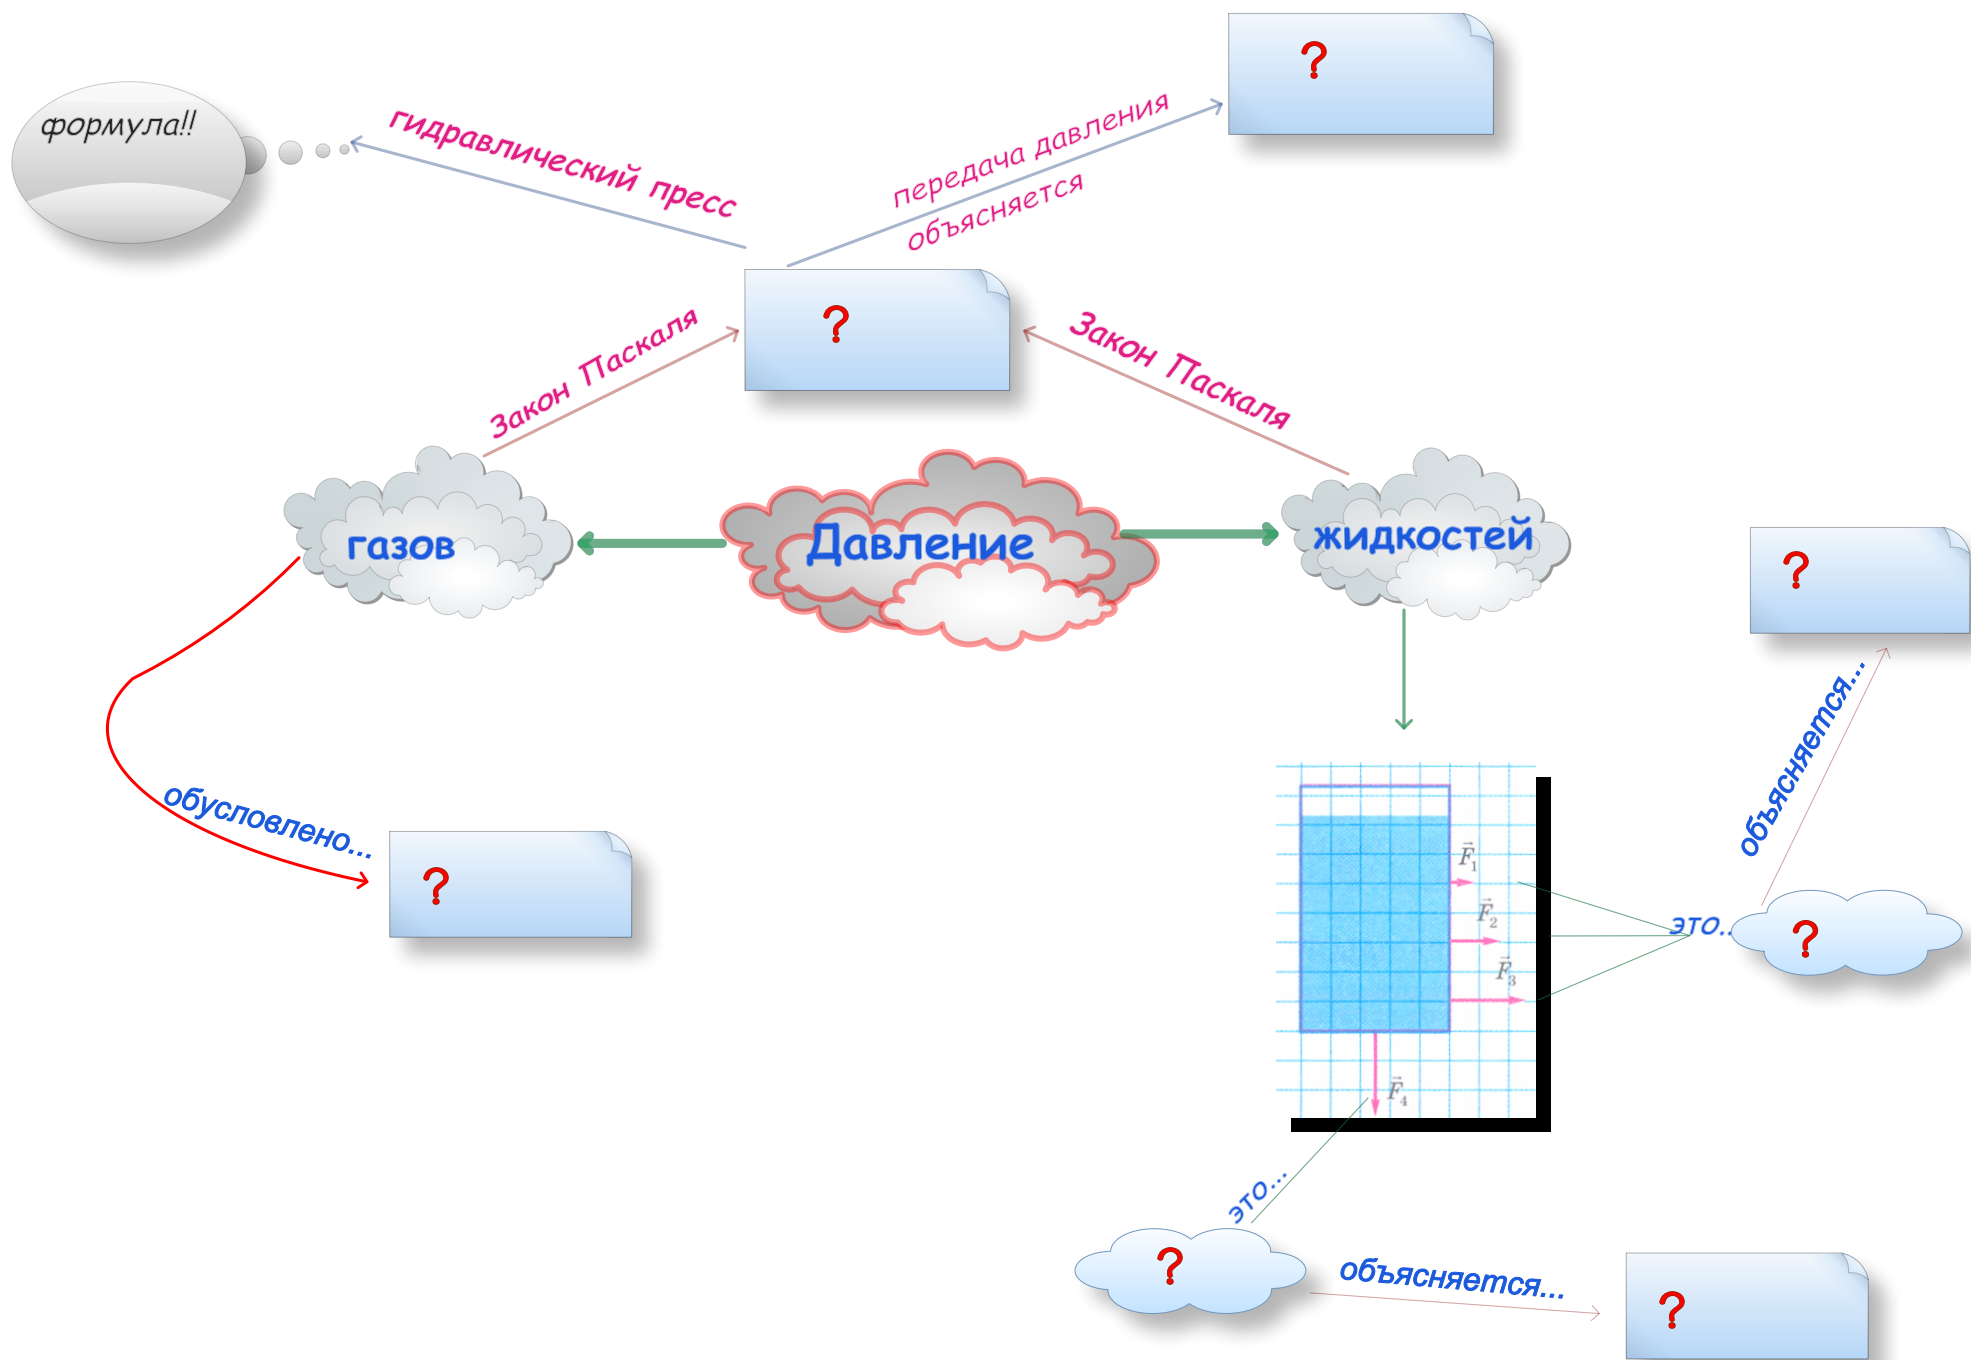 ?
формула!!
гидравлический пресс
передача давления
объясняется
?
Закон Паскаля
Закон Паскаля
газов
Давление
жидкостей
?
объясняется...
обусловлено...
?
F₁
F₂
F₃
F₄
это..
?
это...
?
объясняется...
?